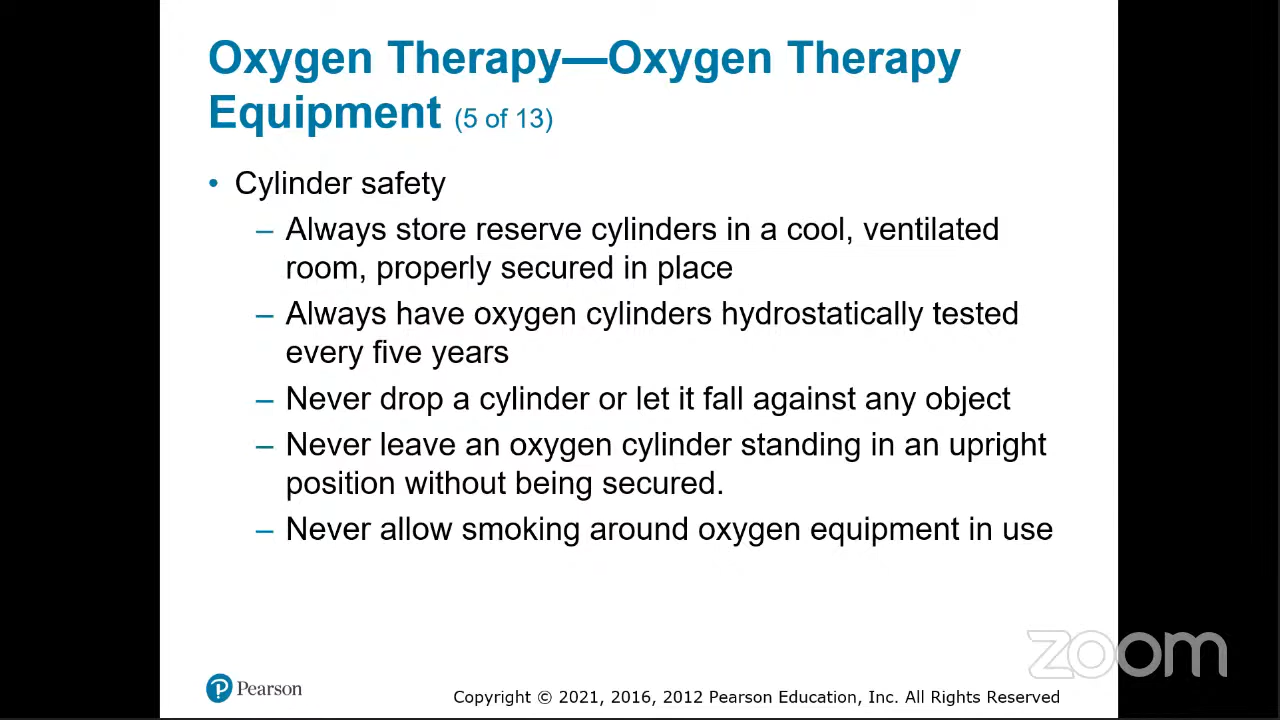 Oxygen Therapy—Oxygen Therapy
Equipment (5 of 13)
• Cylinder safety
– Always store reserve cylinders in a cool, ventilated
room, properly secured in place
– Always have oxygen cylinders hydrostatically tested
every five years
– Never drop a cylinder or let it fall against any object
– Never leave an oxygen cylinder standing in an upright
position without being secured.
– Never allow smoking around oxygen equipment in use
zoom
Pearson
Copyright © 2021, 2016, 2012 Pearson Education, Inc. All Rights Reserved